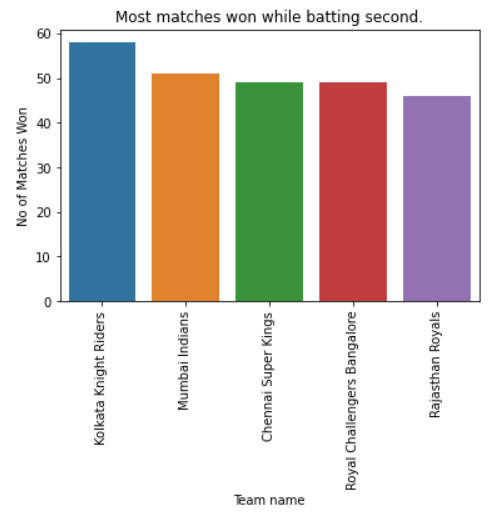 Most matches won while batting second.
No of Matches Won
60
50
40
30
20
10
0
Kolkata Knight Riders
Mumbai Indians
Chennai Super Kings
Royal Challengers Bangalore
Rajasthan Royals
Team name